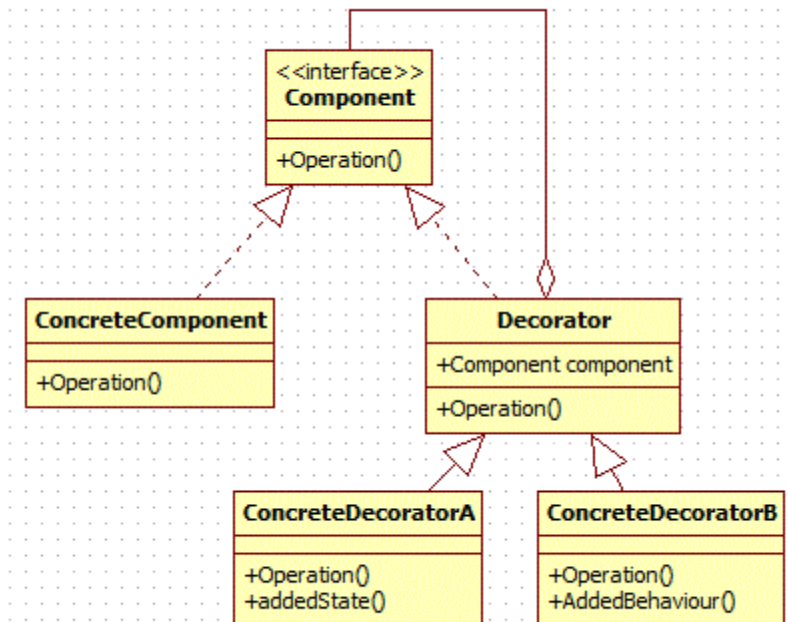 <<interface>>
Component
+Operation()
ConcreteComponent
+Operation()
Decorator
+Component component
+Operation()
ConcreteDecoratorA
+Operation()
+addedState()
ConcreteDecoratorB
+Operation()
+AddedBehaviour()